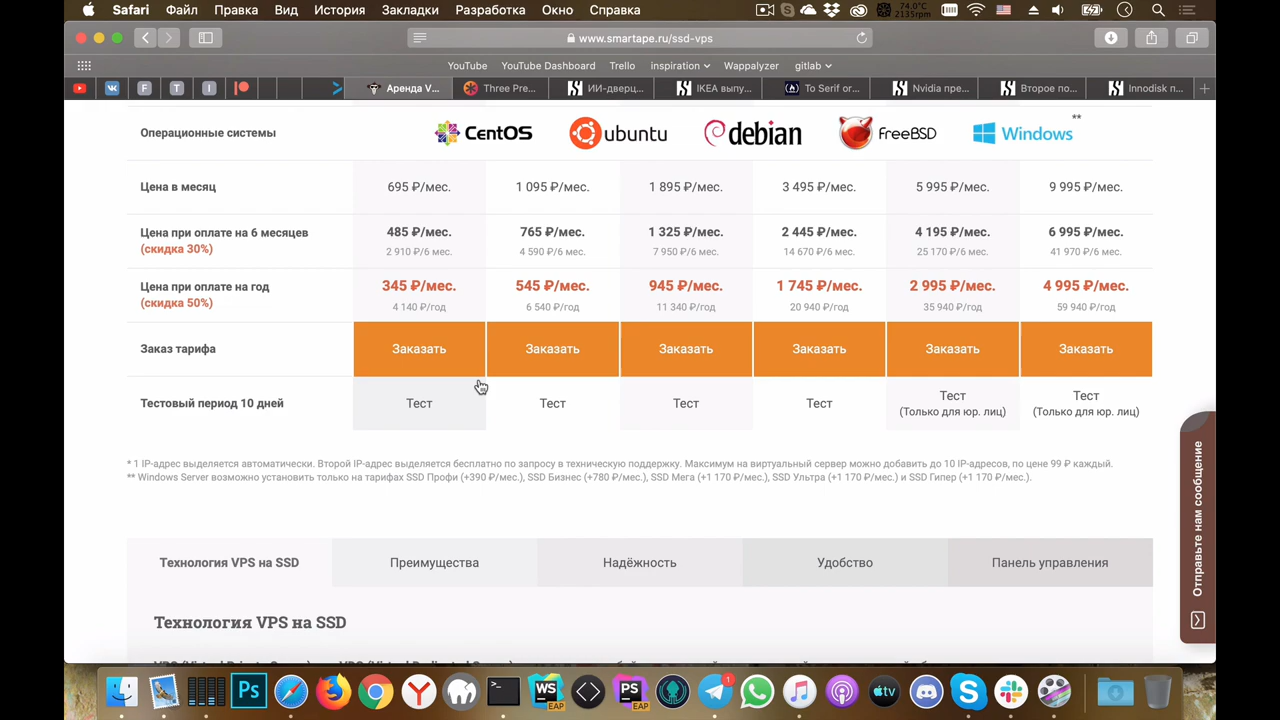 Safari Файл Правка Вид История Закладки Разработка Окно Справка
74.0°C
2135rpm
www.smartape.ru/ssd-vps
YouTube YouTube Dashboard Trello inspiration Wappalyzer gitlab
F T I Аренда V... Three Pre... ИИ-дверц... IKEA выпу... To Serif or... Nvidia пре... Второе по... Innodisk п...
Операционные системы CentOS ubuntu debian FreeBSD Windows **
Цена в месяц 695 ₽/мес. 1 095 ₽/мес. 1 895 ₽/мес. 3 495 ₽/мес. 5 995 ₽/мес. 9 995 ₽/мес.
Цена при оплате на 6 месяцев 485 ₽/мес. 765 ₽/мес. 1 325 ₽/мес. 2 445 ₽/мес. 4 195 ₽/мес. 6 995 ₽/мес.
(скидка 30%) 2 910 ₽/6 мес. 4 590 ₽/6 мес. 7 950 ₽/6 мес. 14 670 ₽/6 мес. 25 170 ₽/6 мес. 41 970 ₽/6 мес.
Цена при оплате на год 345 ₽/мес. 545 ₽/мес. 945 ₽/мес. 1 745 ₽/мес. 2 995 ₽/мес. 4 995 ₽/мес.
(скидка 50%) 4 140 ₽/год 6 540 ₽/год 11 340 ₽/год 20 940 ₽/год 35 940 ₽/год 59 940 ₽/год
Заказ тарифа Заказать Заказать Заказать Заказать Заказать Заказать
Тестовый период 10 дней Тест Тест Тест Тест Тест Тест
(Только для юр. лиц) (Только для юр. лиц)
* 1 IP-адрес выделяется автоматически. Второй IP-адрес выделяется бесплатно по запросу в техническую поддержку. Максимум на виртуальный сервер можно добавить до 10 IP-адресов, по цене 99 ₽ каждый.
** Windows Server возможно установить только на тарифах SSD Профи (+390 ₽/мес.), SSD Бизнес (+780 ₽/мес.), SSD Мега (+1 170 ₽/мес.), SSD Ультра (+1 170 ₽/мес.) и SSD Гипер (+1 170 ₽/мес.).
Отправьте нам сообщение
Технология VPS на SSD Преимущества Надёжность Удобство Панель управления
Технология VPS на SSD
Ps WS EAP PS EAP 1 tv